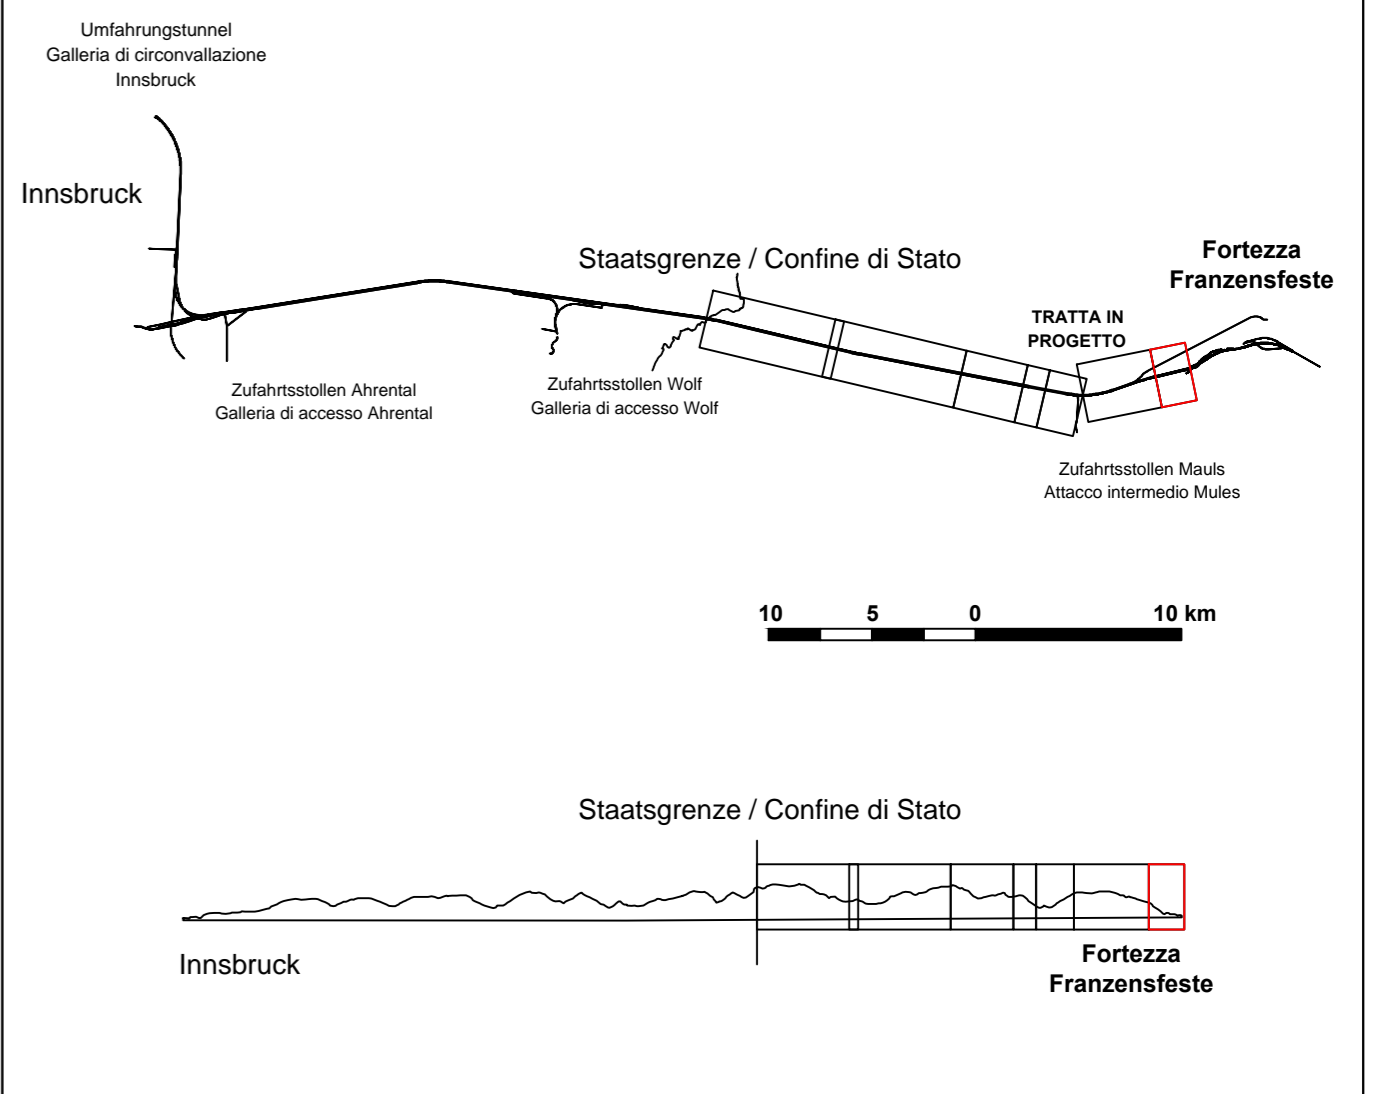 Umfahrungstunnel
Galleria di circonvallazione
Innsbruck
Innsbruck
Staatsgrenze / Confine di Stato
Fortezza
Franzensfeste
TRATTA IN
PROGETTO
Zufahrtsstollen Ahrental
Galleria di accesso Ahrental
Zufahrtsstollen Wolf
Galleria di accesso Wolf
Zufahrtsstollen Mauls
Attacco intermedio Mules
10 5 0 10 km
Staatsgrenze / Confine di Stato
Innsbruck
Fortezza
Franzensfeste